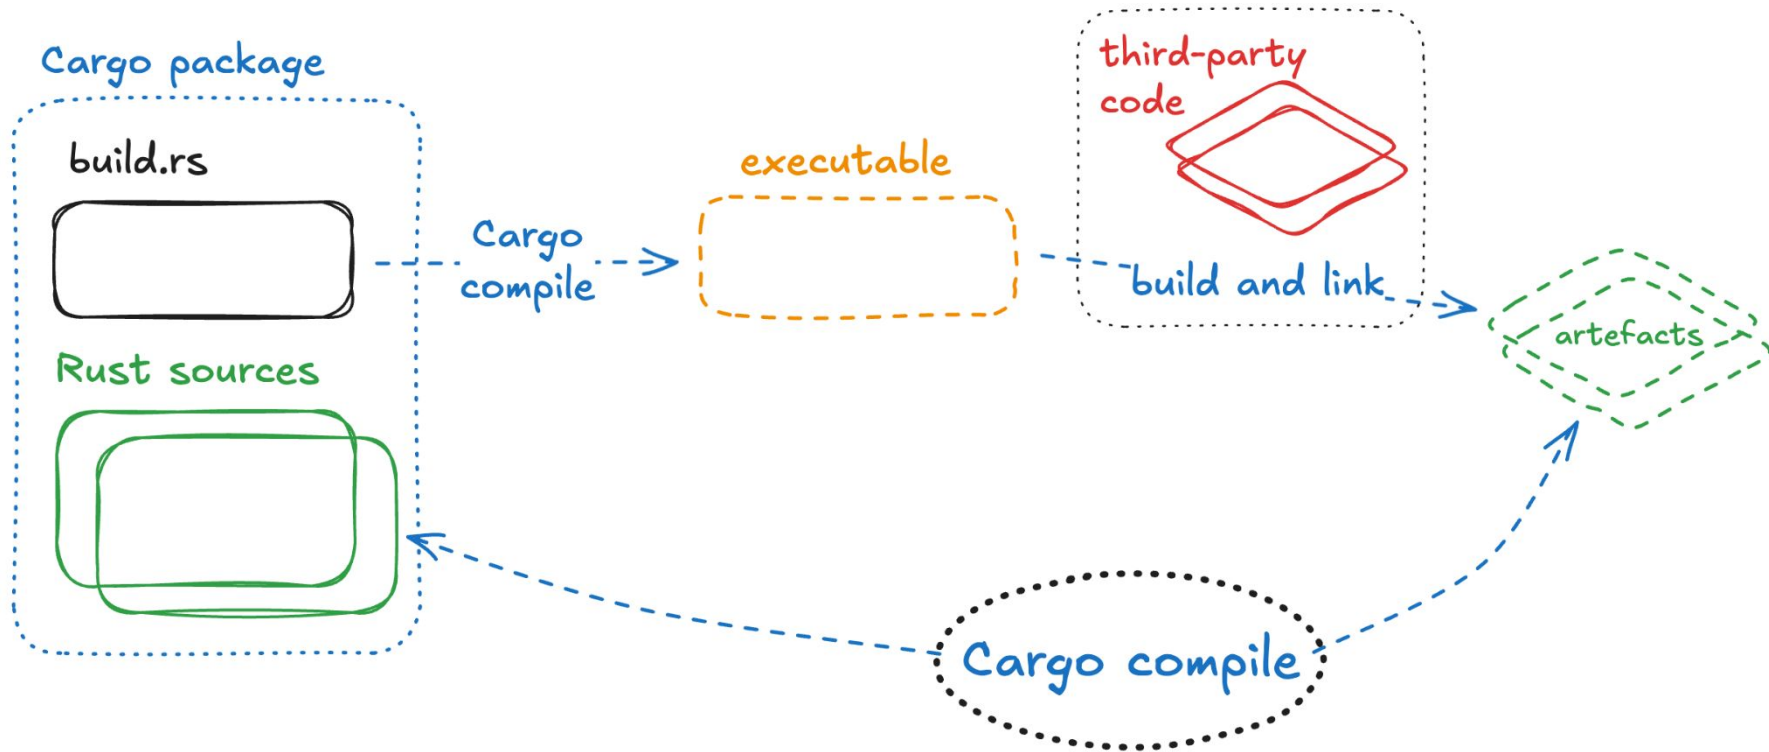 Cargo package
build.rs
Rust sources
Cargo
compile
executable
third-party
code
build and link
artefacts
Cargo compile